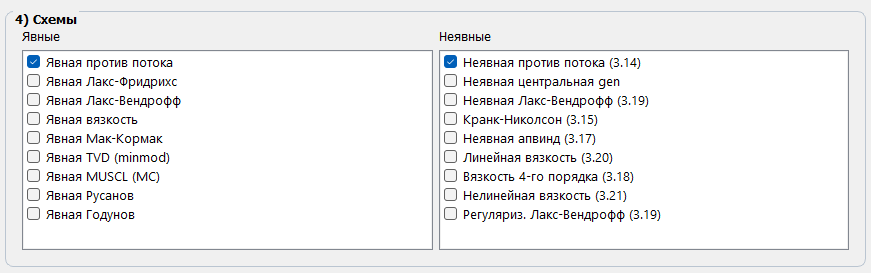 4) Схемы
Явные
Неявные
Явная против потока
Явная Лакс-Фридрихс
Явная Лакс-Вендрофф
Явная вязкость
Явная Мак-Кормак
Явная TVD (minmod)
Явная MUSCL (MC)
Явная Русанов
Явная Годунов
Неявная против потока (3.14)
Неявная центральная gen
Неявная Лакс-Вендрофф (3.19)
Кранк-Николсон (3.15)
Неявная апвинд (3.17)
Линейная вязкость (3.20)
Вязкость 4-го порядка (3.18)
Нелинейная вязкость (3.21)
Регуляриз. Лакс-Вендрофф (3.19)